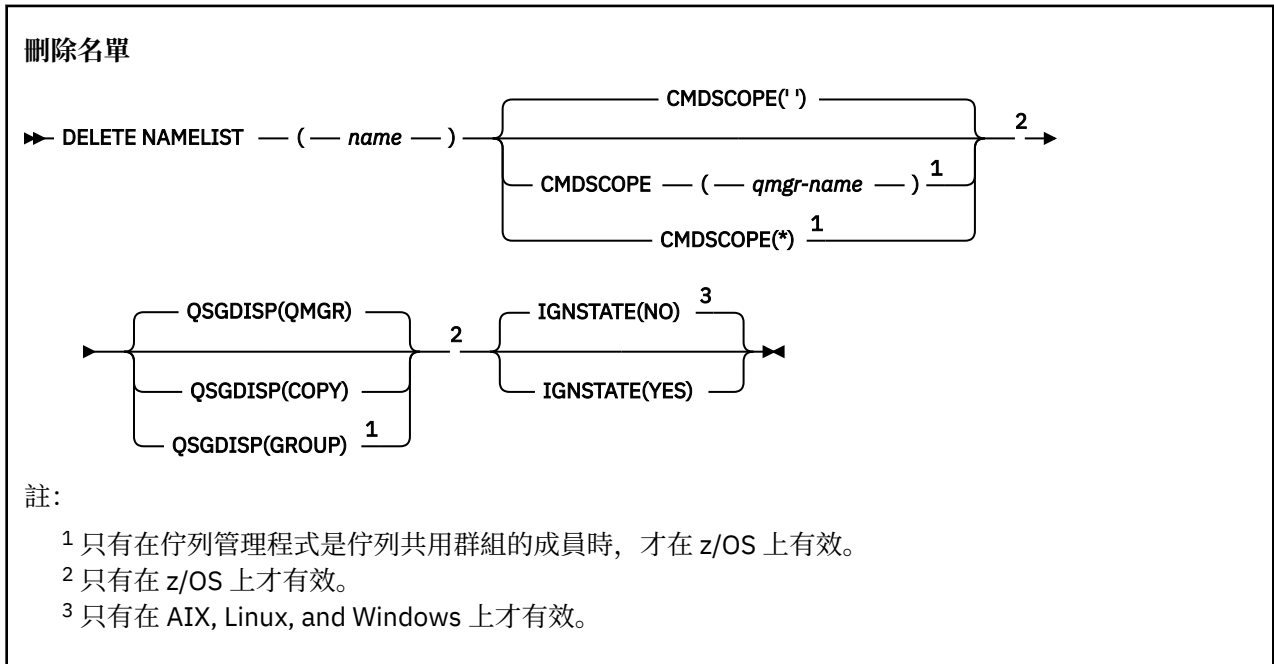 刪除名單
CMDSCOPE(' ')
DELETE NAMELIST ( name ) 2
CMDSCOPE ( qmgr-name ) 1
CMDSCOPE(*) 1
QSGDISP(QMGR) 2 IGNSTATE(NO) 3
QSGDISP(COPY) IGNSTATE(YES)
QSGDISP(GROUP) 1
註：
1 只有在佇列管理程式是佇列共用群組的成員時，才在 z/OS 上有效。
2 只有在 z/OS 上才有效。
3 只有在 AIX, Linux, and Windows 上才有效。